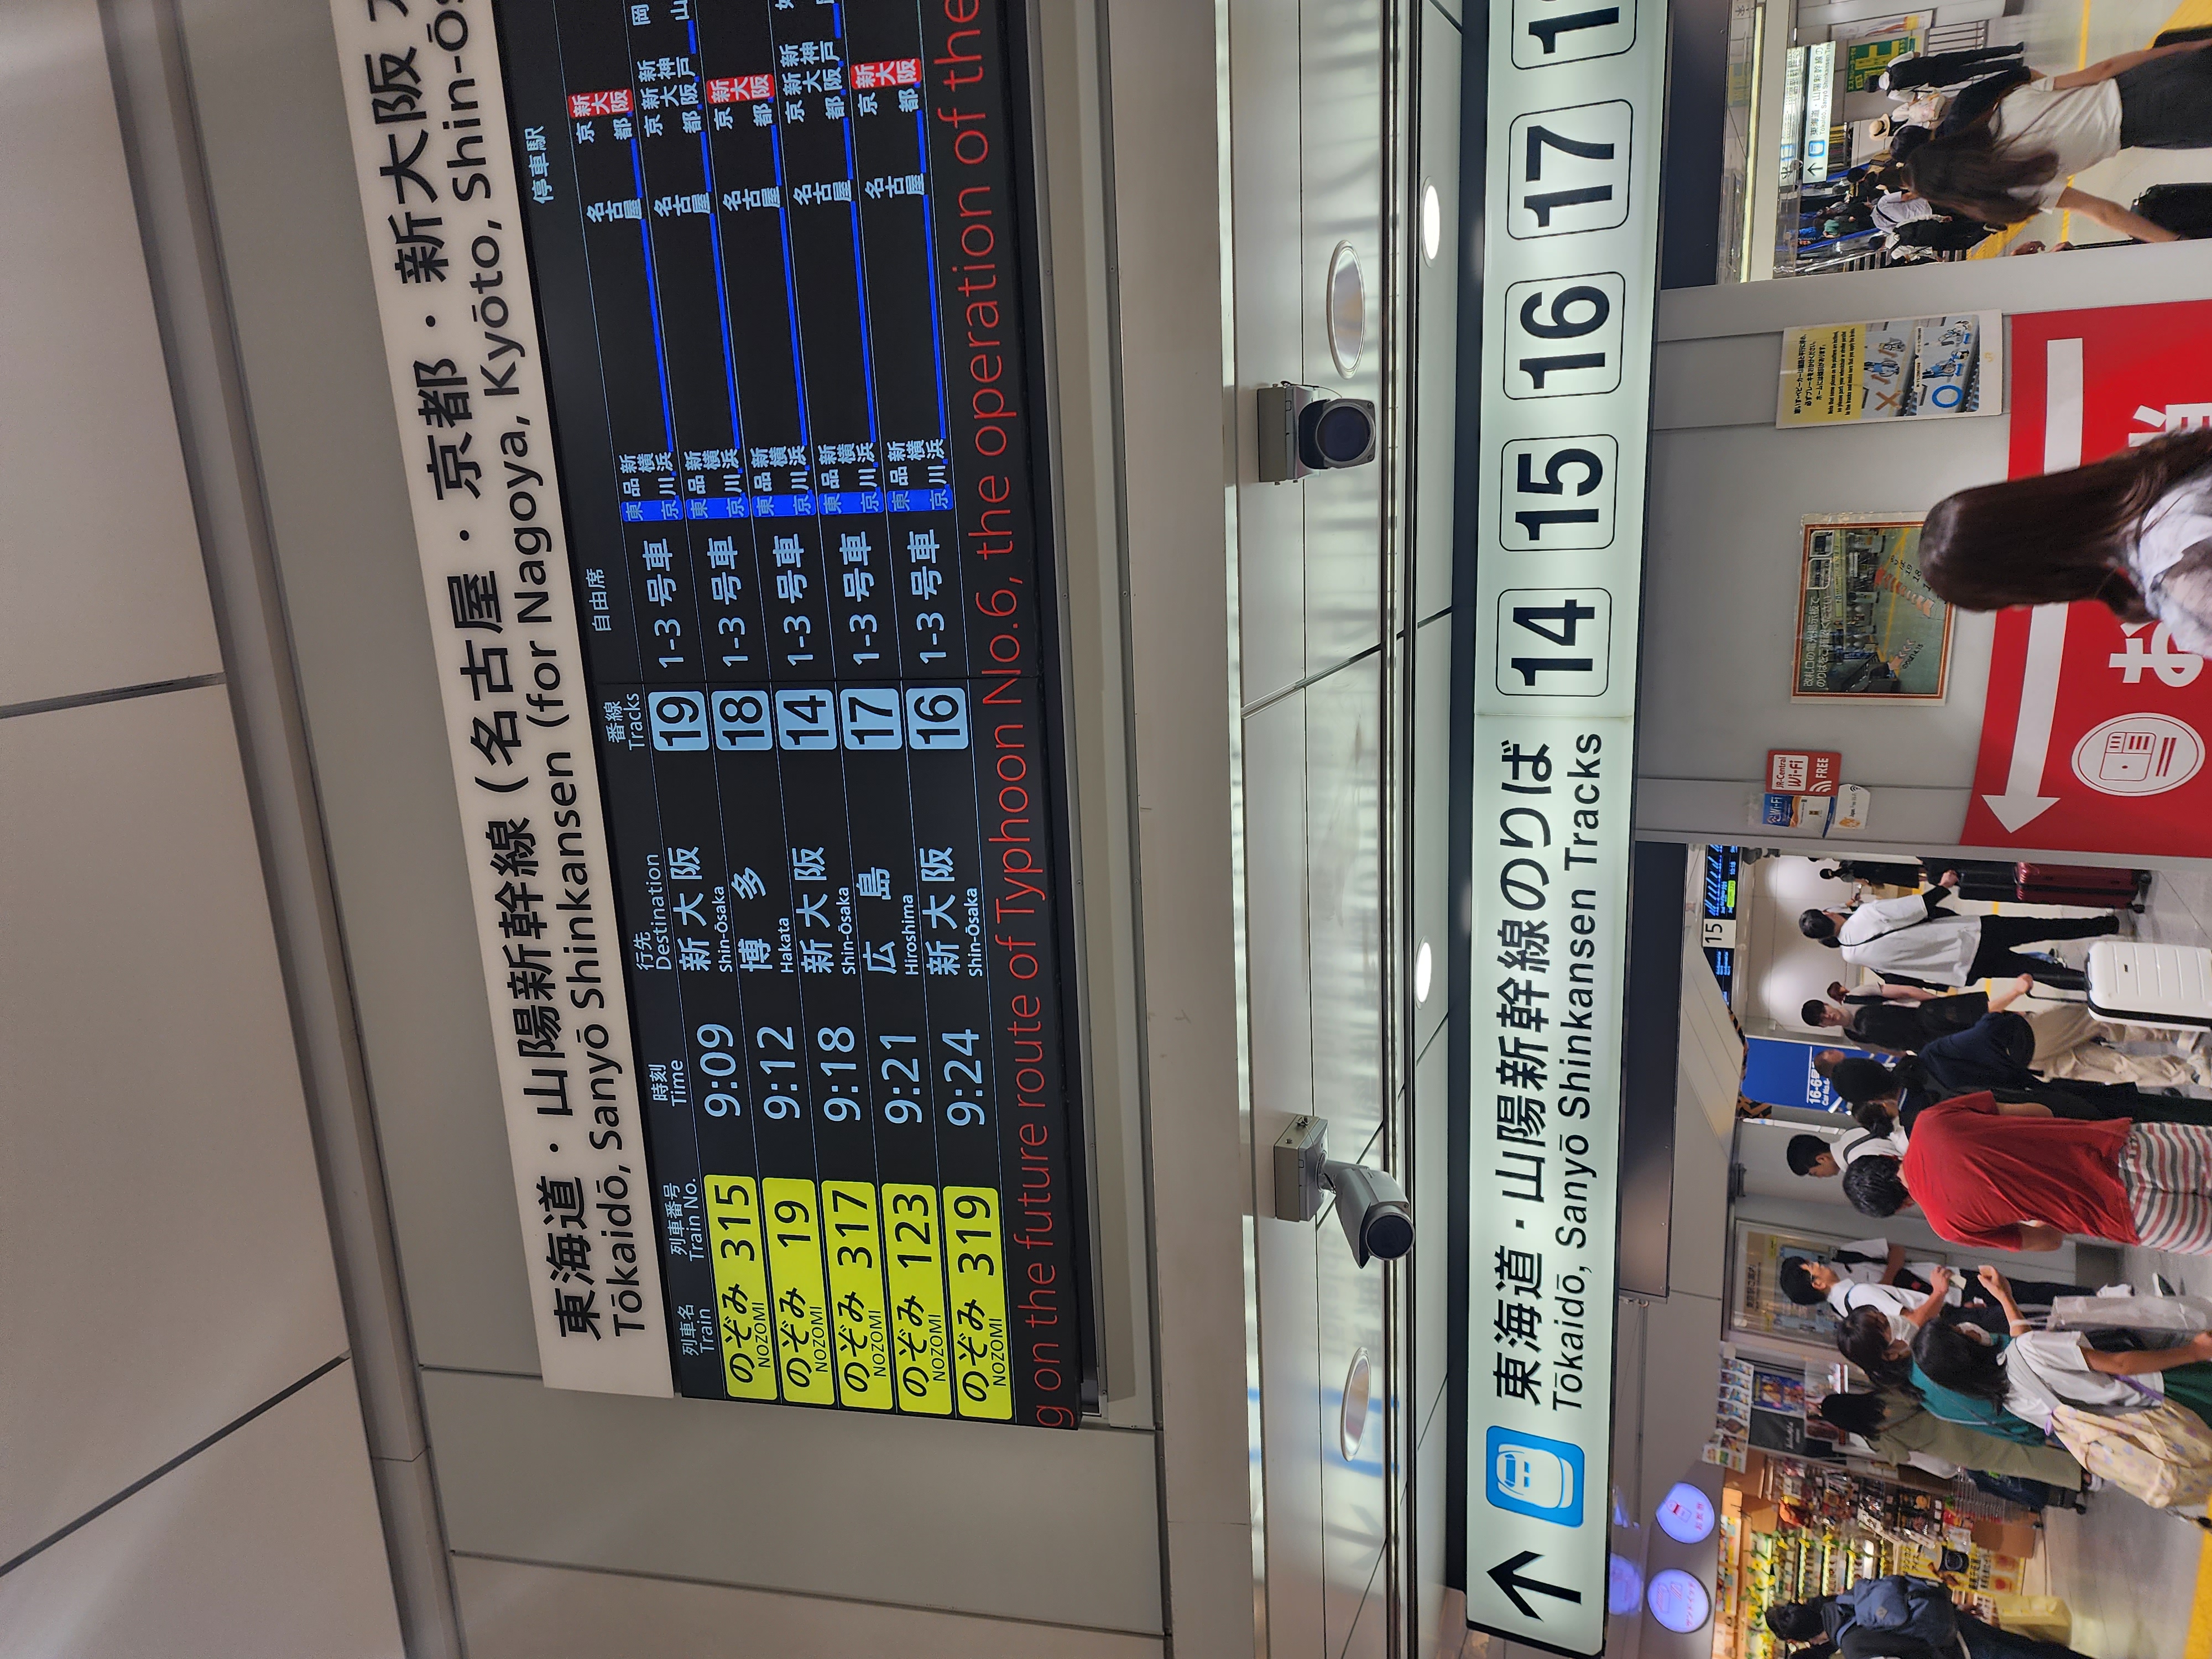 東海道・山陽新幹線（名古屋・京都・新大阪
Tōkaidō, Sanyō Shinkansen (for Nagoya, Kyōto, Shin-Ōs
列車名 列車番号 時刻 行先 番線 自由席 停車駅
Train Train No. Time Destination Tracks
のぞみ 315 9:09 新大阪 19 1-3号車 東京 品川 新横浜 名古屋 京都 新大阪
NOZOMI Shin-Ōsaka
のぞみ 19 9:12 博多 18 1-3号車 東京 品川 新横浜 名古屋 京都 新大阪 新神戸 岡山
NOZOMI Hakata
のぞみ 317 9:18 新大阪 14 1-3号車 東京 品川 新横浜 名古屋 京都 新大阪
NOZOMI Shin-Ōsaka
のぞみ 123 9:21 広島 17 1-3号車 東京 品川 新横浜 名古屋 京都 新大阪 新神戸
NOZOMI Hiroshima
のぞみ 319 9:24 新大阪 16 1-3号車 東京 品川 新横浜 名古屋 京都 新大阪
NOZOMI Shin-Ōsaka
g on the future route of Typhoon No.6, the operation of the
東海道・山陽新幹線のりば 14 15 16 17
Tōkaidō, Sanyō Shinkansen Tracks
15
JR-Central
Wi-Fi
FREE
お